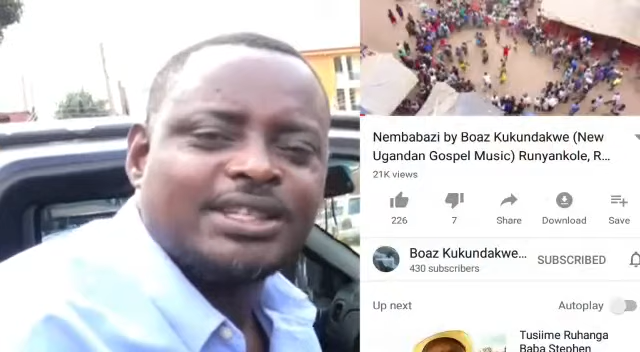 Nembabazi by Boaz Kukundakwe (New
Ugandan Gospel Music) Runyankole, R...
21K views
226
7
Share
Download
Save
Boaz Kukundakwe...
430 subscribers
SUBSCRIBED
Up next
Autoplay
Tusiime Ruhanga
Baba Stephen